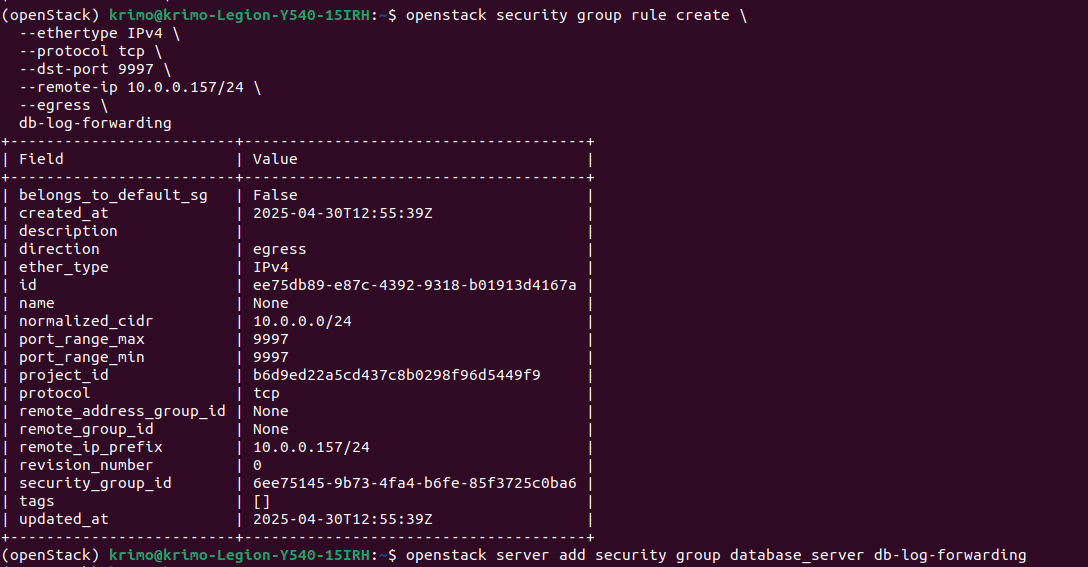 (openStack) krimo@krimo-Legion-Y540-15IRH:~$ openstack security group rule create \
  --ethertype IPv4 \
  --protocol tcp \
  --dst-port 9997 \
  --remote-ip 10.0.0.157/24 \
  --egress \
  db-log-forwarding
+-------------------------+--------------------------------------+
| Field                   | Value                                |
+-------------------------+--------------------------------------+
| belongs_to_default_sg   | False                                |
| created_at              | 2025-04-30T12:55:39Z                 |
| description             |                                      |
| direction               | egress                               |
| ether_type              | IPv4                                 |
| id                      | ee75db89-e87c-4392-9318-b01913d4167a |
| name                    | None                                 |
| normalized_cidr         | 10.0.0.0/24                          |
| port_range_max          | 9997                                 |
| port_range_min          | 9997                                 |
| project_id              | b6d9ed22a5cd437c8b0298f96d5449f9     |
| protocol                | tcp                                  |
| remote_address_group_id | None                                 |
| remote_group_id         | None                                 |
| remote_ip_prefix        | 10.0.0.157/24                        |
| revision_number         | 0                                    |
| security_group_id       | 6ee75145-9b73-4fa4-b6fe-85f3725c0ba6 |
| tags                    | []                                   |
| updated_at              | 2025-04-30T12:55:39Z                 |
+-------------------------+--------------------------------------+
(openStack) krimo@krimo-Legion-Y540-15IRH:~$ openstack server add security group database_server db-log-forwarding